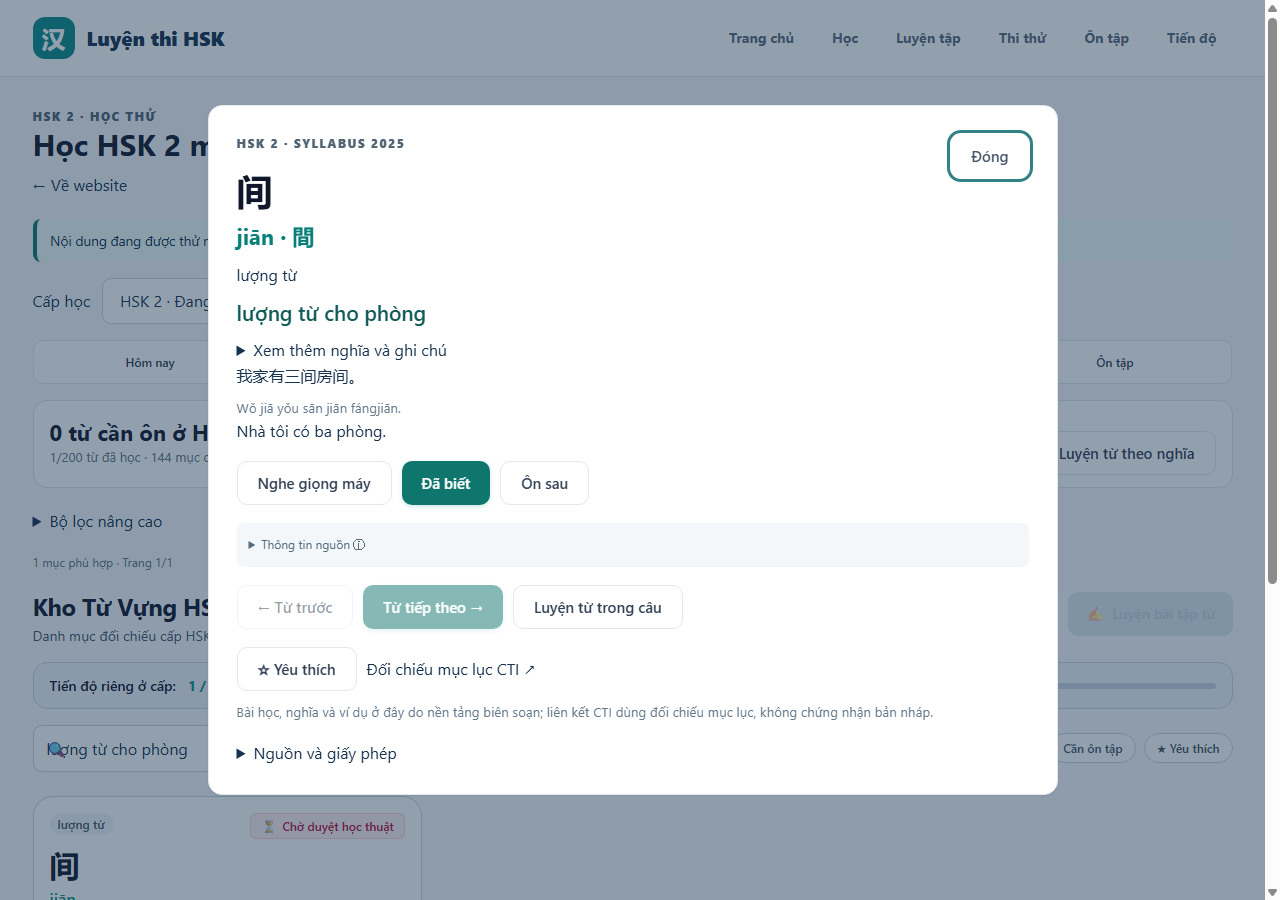 汉 Luyện thi HSK
Trang chủ Học Luyện tập Thi thử Ôn tập Tiến độ
HSK 2 · HỌC THỬ
Học HSK 2
← Về website
Nội dung đang được thử
Cấp học HSK 2 · Đang
Hôm nay Ôn tập
0 từ cần ôn ở
1/200 từ đã học · 144 mục
Luyện từ theo nghĩa
▶ Bộ lọc nâng cao
1 mục phù hợp · Trang 1/1
Kho Từ Vựng
Danh mục đối chiếu cấp HSK
✍️ Luyện bài tập từ
Tiến độ riêng ở cấp: 1 /
lượng từ cho phòng
Cần ôn tập ★ Yêu thích
lượng từ ⏳ Chờ duyệt học thuật
间
jiān
HSK 2 · SYLLABUS 2025
Đóng
间
jiān · 間
lượng từ
lượng từ cho phòng
▶ Xem thêm nghĩa và ghi chú
我家有三间房间。
Wǒ jiā yǒu sān jiān fángjiān.
Nhà tôi có ba phòng.
Nghe giọng máy Đã biết Ôn sau
▶ Thông tin nguồn ⓘ
← Từ trước Từ tiếp theo → Luyện từ trong câu
☆ Yêu thích Đối chiếu mục lục CTI ↗
Bài học, nghĩa và ví dụ ở đây do nền tảng biên soạn; liên kết CTI dùng đối chiếu mục lục, không chứng nhận bản nháp.
▶ Nguồn và giấy phép